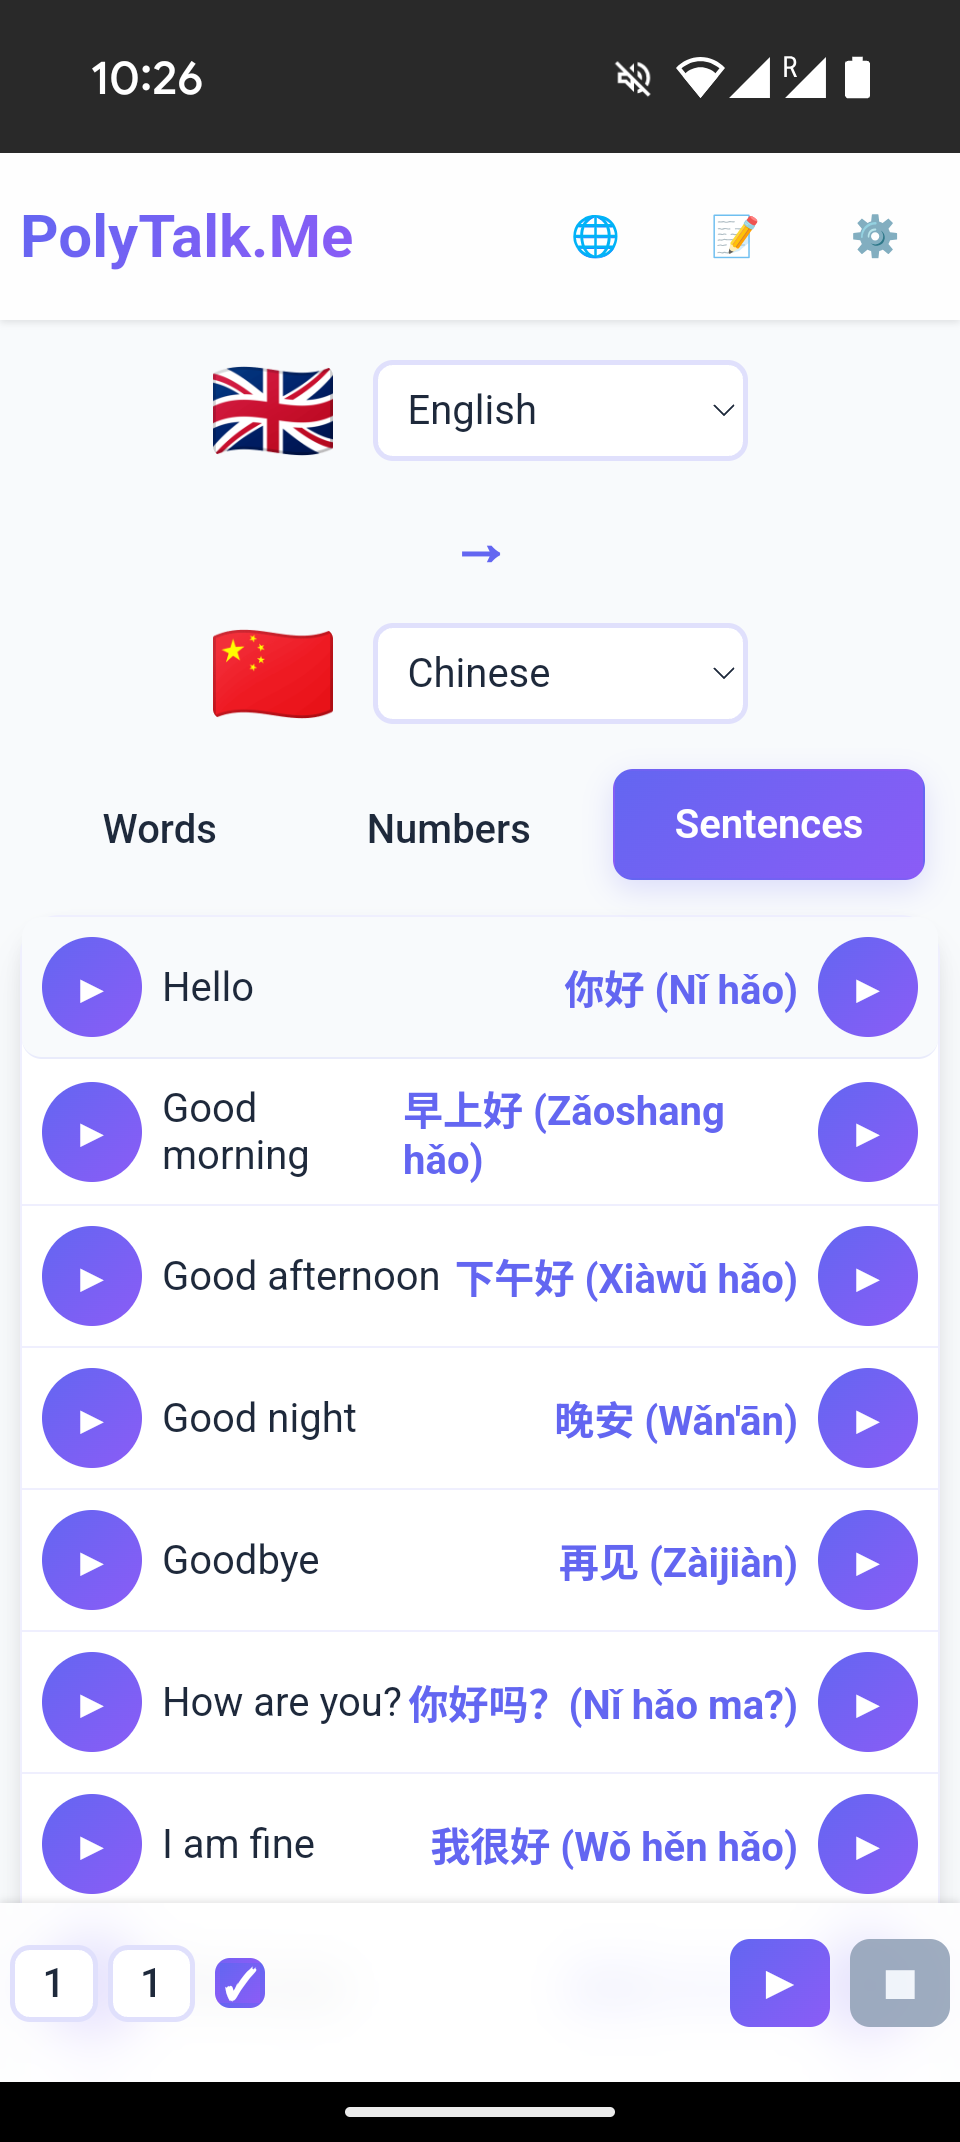 10:26
R
PolyTalk.Me
English
→
Chinese
Words Numbers Sentences
Hello 你好 (Nǐ hǎo)
Good morning 早上好 (Zǎoshang hǎo)
Good afternoon 下午好 (Xiàwǔ hǎo)
Good night 晚安 (Wǎn'ān)
Goodbye 再见 (Zàijiàn)
How are you? 你好吗？ (Nǐ hǎo ma?)
I am fine 我很好 (Wǒ hěn hǎo)
1 1